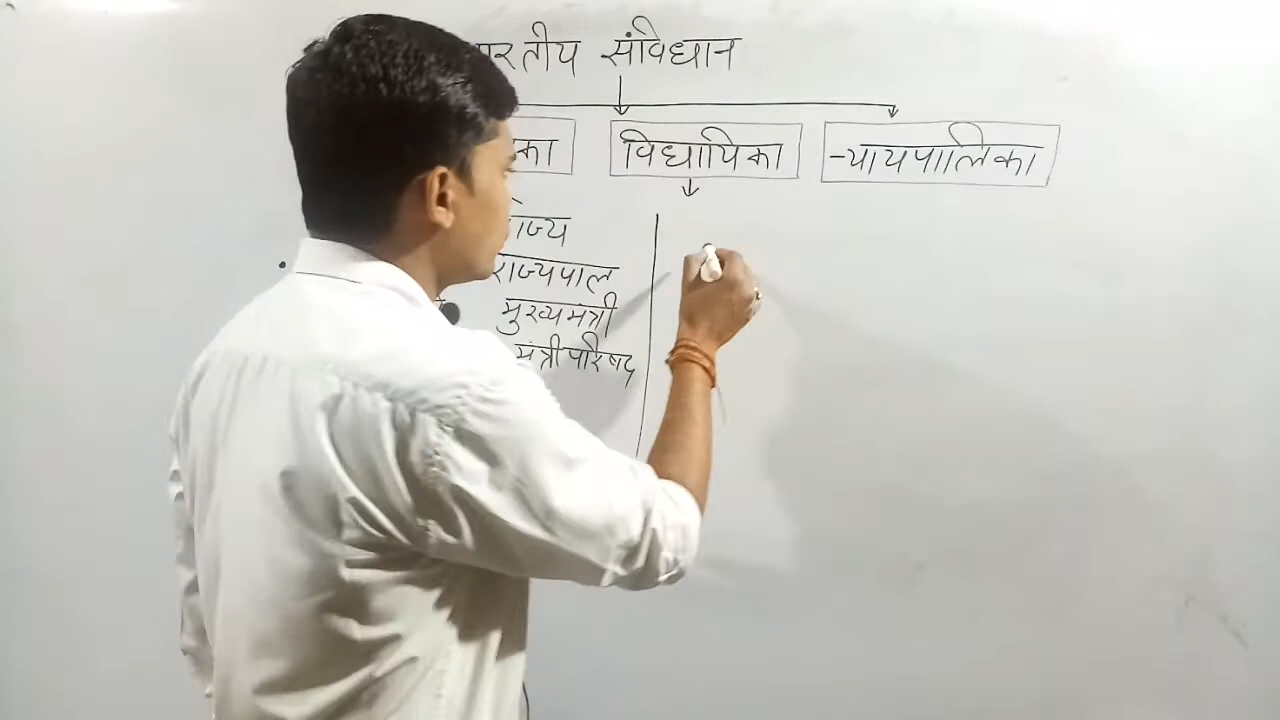 भारतीय संविधान
विधायिका
न्यायपालिका
राज्य
राज्यपाल
मुख्यमंत्री
मंत्रीपरिषद